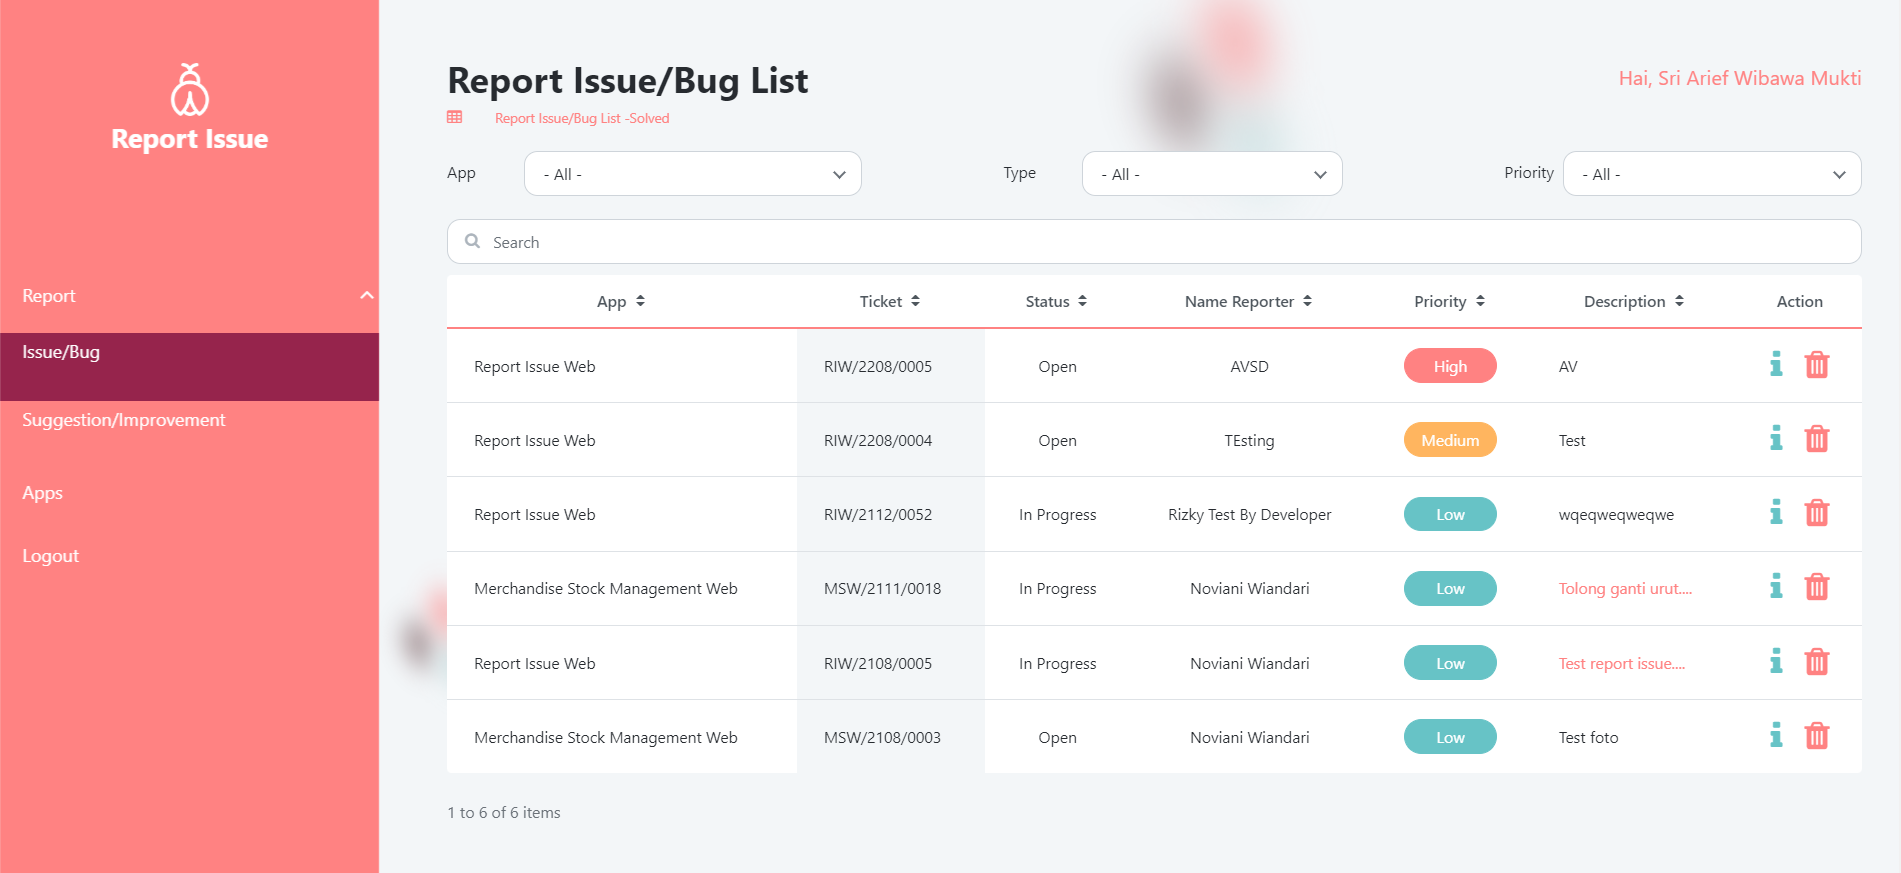 Report Issue
Report
Issue/Bug
Suggestion/Improvement
Apps
Logout
Report Issue/Bug List
Hai, Sri Arief Wibawa Mukti
Report Issue/Bug List -Solved
App - All - Type - All - Priority - All -
Search
App Ticket Status Name Reporter Priority Description Action
Report Issue Web RIW/2208/0005 Open AVSD High AV
Report Issue Web RIW/2208/0004 Open TEsting Medium Test
Report Issue Web RIW/2112/0052 In Progress Rizky Test By Developer Low wqeqweqweqwe
Merchandise Stock Management Web MSW/2111/0018 In Progress Noviani Wiandari Low Tolong ganti urut....
Report Issue Web RIW/2108/0005 In Progress Noviani Wiandari Low Test report issue....
Merchandise Stock Management Web MSW/2108/0003 Open Noviani Wiandari Low Test foto
1 to 6 of 6 items